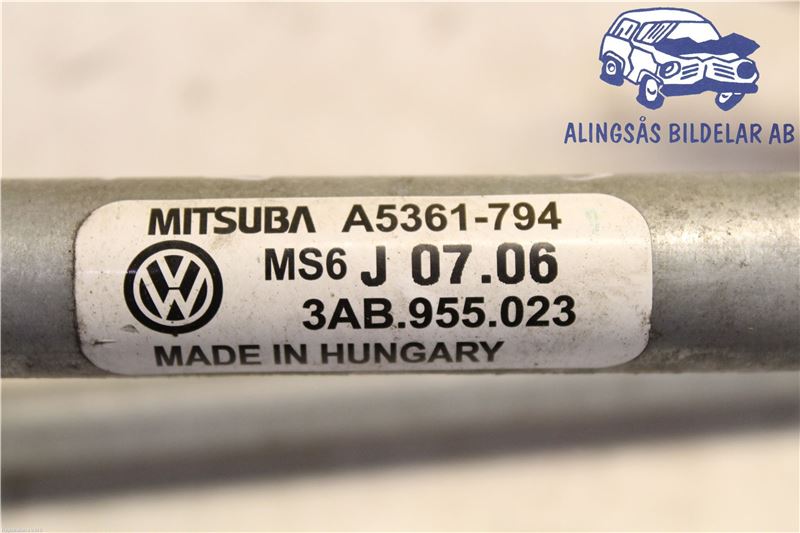 ALINGSÅS BILDELAR AB
MITSUBA A5361-794
MS6 J 07.06
3AB.955.023
MADE IN HUNGARY